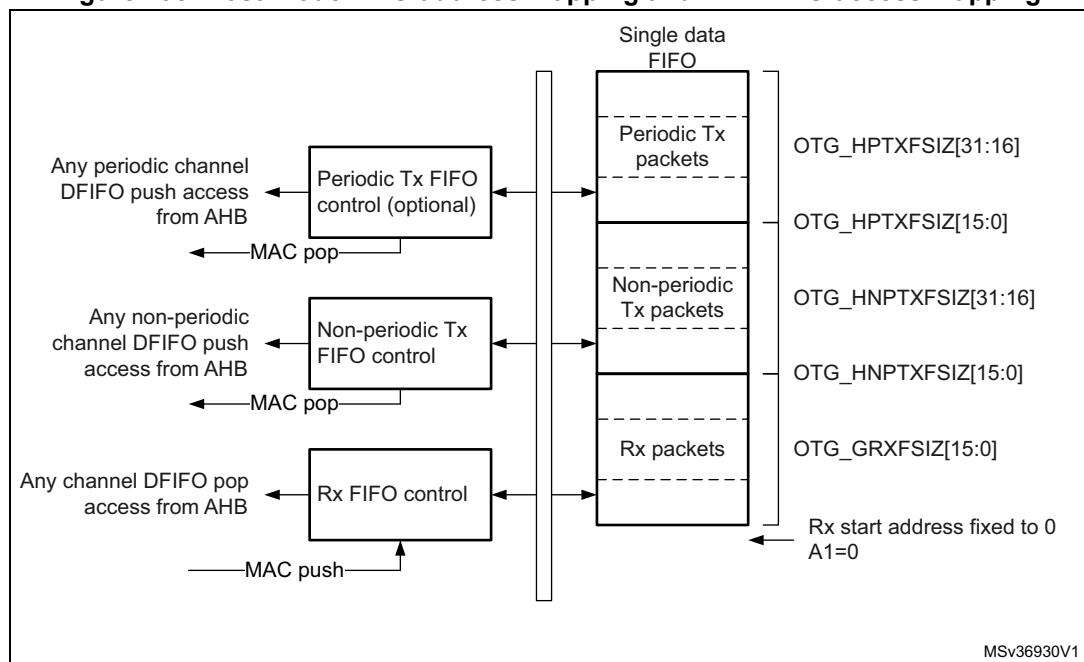 Single data
FIFO
Periodic Tx
packets
OTG_HPTXFSIZ[31:16]
Any periodic channel
DFIFO push access
from AHB
Periodic Tx FIFO
control (optional)
MAC pop
OTG_HPTXFSIZ[15:0]
Non-periodic
Tx packets
OTG_HNPTXFSIZ[31:16]
Any non-periodic
channel DFIFO push
access from AHB
Non-periodic Tx
FIFO control
MAC pop
OTG_HNPTXFSIZ[15:0]
Rx packets
OTG_GRXFSIZ[15:0]
Any channel DFIFO pop
access from AHB
Rx FIFO control
MAC push
Rx start address fixed to 0
A1=0
MSv36930V1